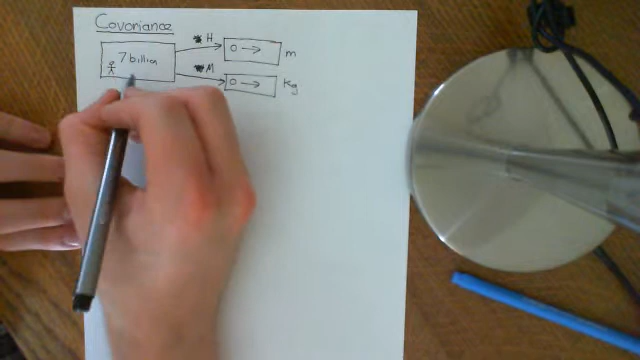 Covariance
H
0 → m
7 billion
M
0 → kg